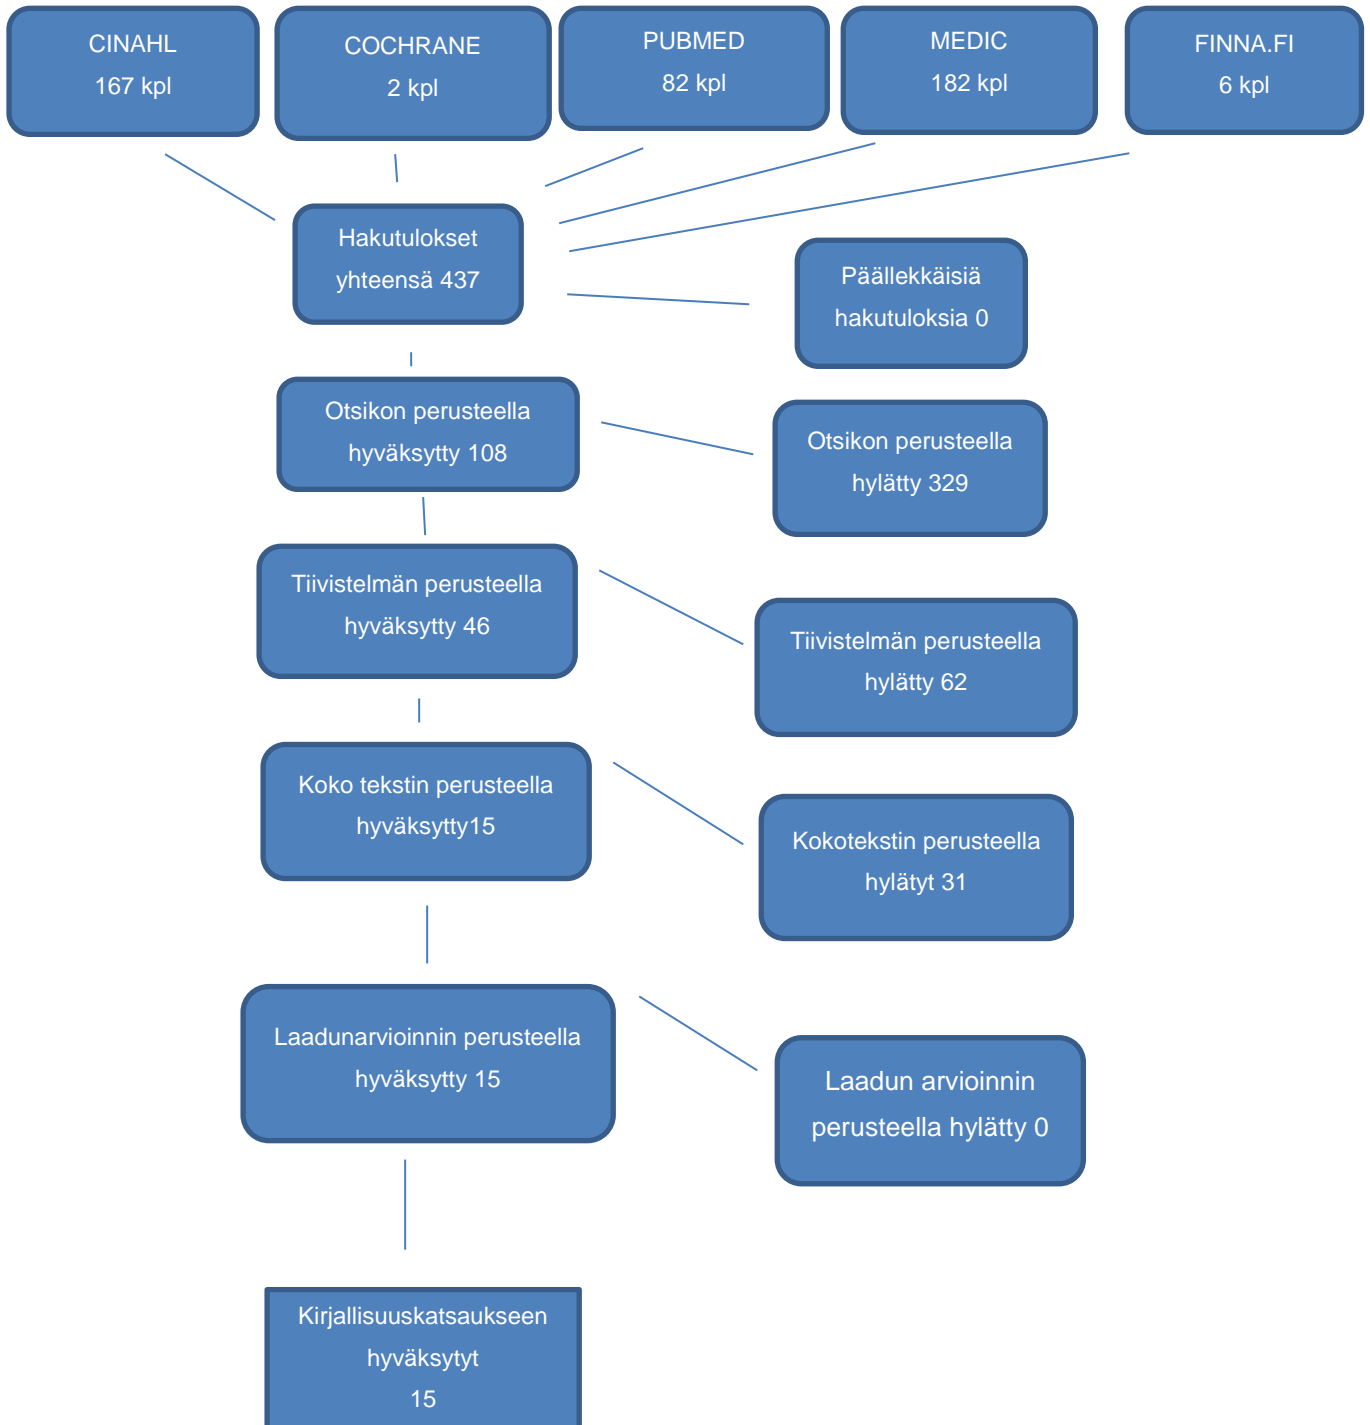 CINAHL
167 kpl
COCHRANE
2 kpl
PUBMED
82 kpl
MEDIC
182 kpl
FINNA.FI
6 kpl
Hakutulokset
yhteensä 437
Päällekkäisiä
hakutuloksia 0
Otsikon perusteella
hyväksytty 108
Otsikon perusteella
hylätty 329
Tiivistelmän perusteella
hyväksytty 46
Tiivistelmän perusteella
hylätty 62
Koko tekstin perusteella
hyväksytty15
Kokotekstin perusteella
hylätyt 31
Laadunarvioinnin perusteella
hyväksytty 15
Laadun arvioinnin
perusteella hylätty 0
Kirjallisuuskatsaukseen
hyväksytyt
15